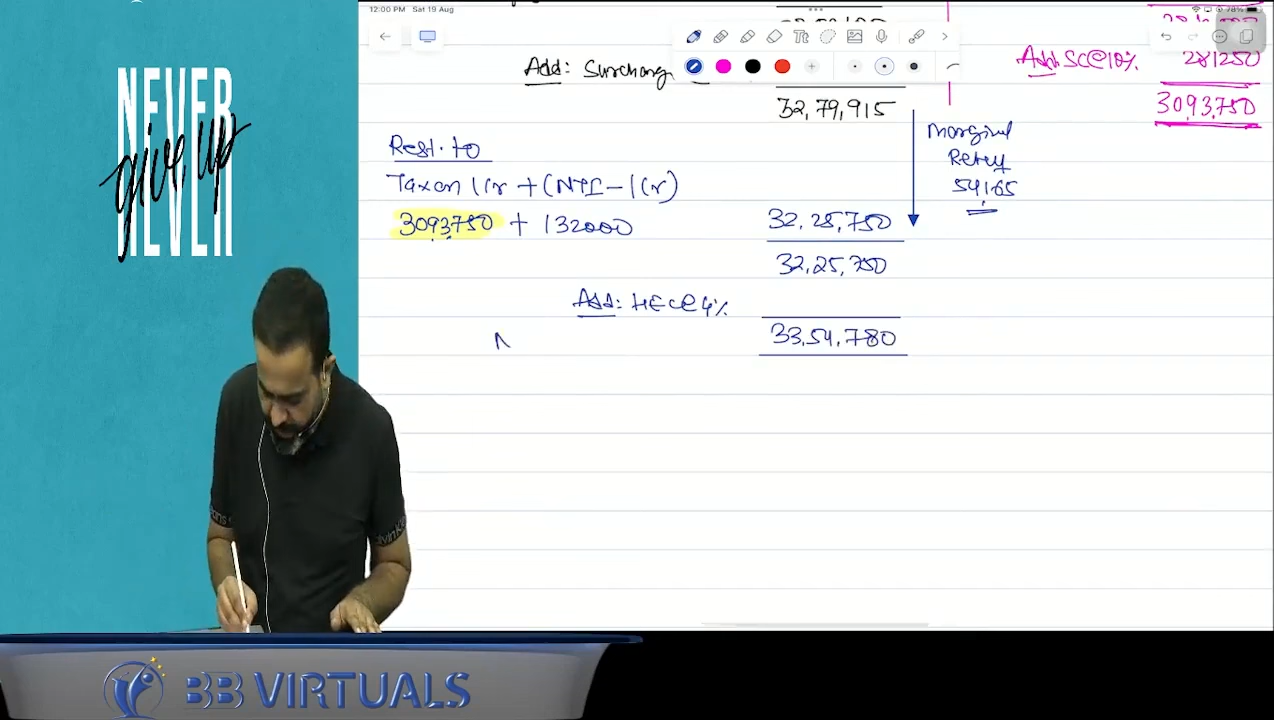 12:00 PM Sat 19 Aug
78%
NEVER
give up
NEVER
Add: Surcharg
32,79,915
Add: SC@10% 281250
3093750
Marginal
Relief
54,165
Rest. to
Tax on 1 Cr + (NTI - 1 Cr)
3093750 + 132000 32,25,750
32,25,750
Add: HEC@4%
33,54,780
N
BB VIRTUALS